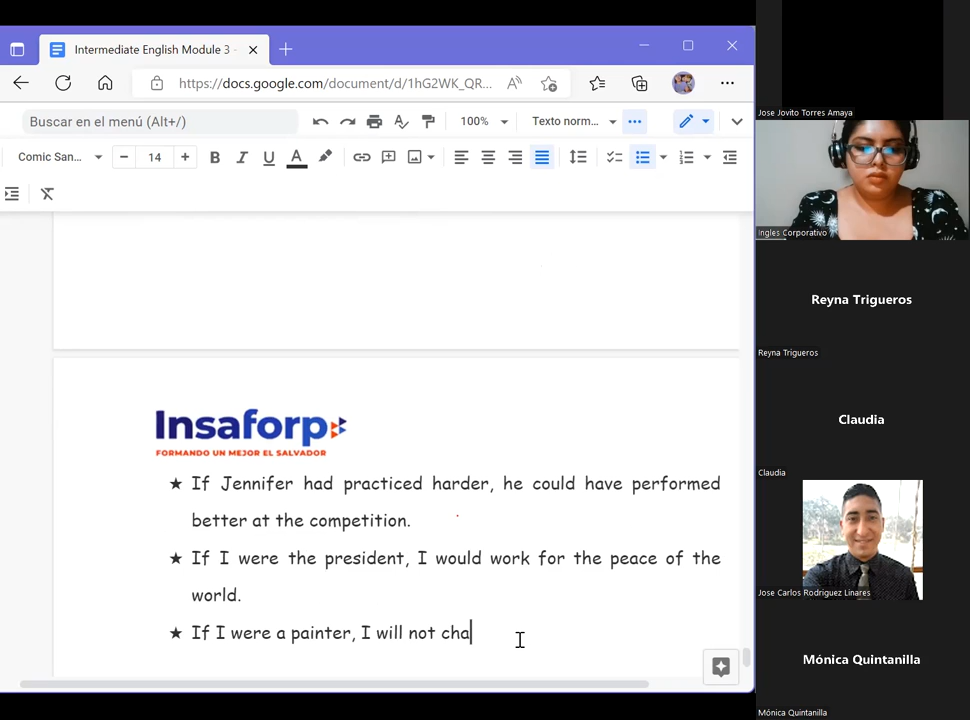 Intermediate English Module 3 -
https://docs.google.com/document/d/1hG2WK_QR...
Buscar en el menú (Alt+/)
100%
Texto norm...
Comic San...
14
B I U A
Insaforp
FORMANDO UN MEJOR EL SALVADOR
★ If Jennifer had practiced harder, he could have performed
better at the competition.
★ If I were the president, I would work for the peace of the
world.
★ If I were a painter, I will not cha
Jose Jovito Torres Amaya
Ingles Corporativo
Reyna Trigueros
Reyna Trigueros
Claudia
Claudia
Jose Carlos Rodriguez Linares
Mónica Quintanilla
Mónica Quintanilla